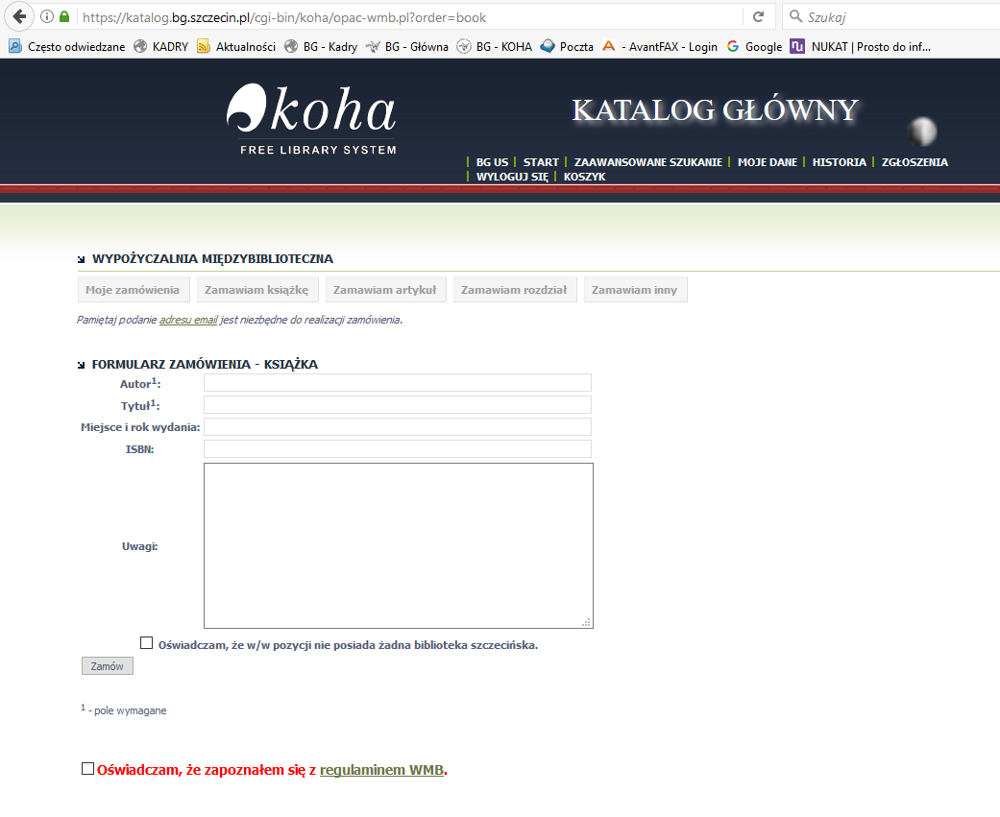 https://katalog.bg.szczecin.pl/cgi-bin/koha/opac-wmb.pl?order=book
Szukaj
Często odwiedzane KADRY Aktualności BG - Kadry BG - Główna BG - KOHA Poczta - AvantFAX - Login Google NUKAT | Prosto do inf...
koha
FREE LIBRARY SYSTEM
KATALOG GŁÓWNY
| BG US | START | ZAAWANSOWANE SZUKANIE | MOJE DANE | HISTORIA | ZGŁOSZENIA
| WYLOGUJ SIĘ | KOSZYK
WYPOŻYCZALNIA MIĘDZYBIBLIOTECZNA
Moje zamówienia Zamawiam książkę Zamawiam artykuł Zamawiam rozdział Zamawiam inny
Pamiętaj podanie adresu email jest niezbędne do realizacji zamówienia.
FORMULARZ ZAMÓWIENIA - KSIĄŻKA
Autor¹:
Tytuł¹:
Miejsce i rok wydania:
ISBN:
Uwagi:
Oświadczam, że w/w pozycji nie posiada żadna biblioteka szczecińska.
Zamów
¹ - pole wymagane
Oświadczam, że zapoznałem się z regulaminem WMB.